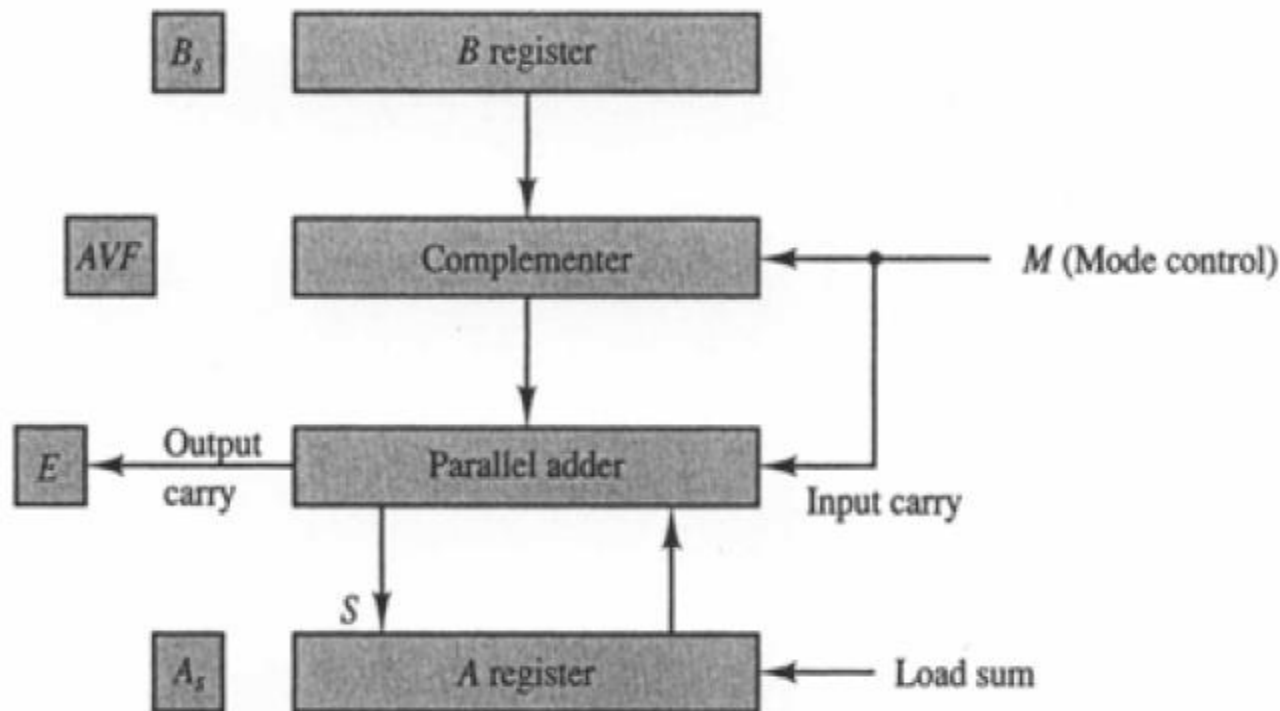 Bs
B register
AVF
Complementer
M (Mode control)
E
Output
carry
Parallel adder
Input carry
S
As
A register
Load sum